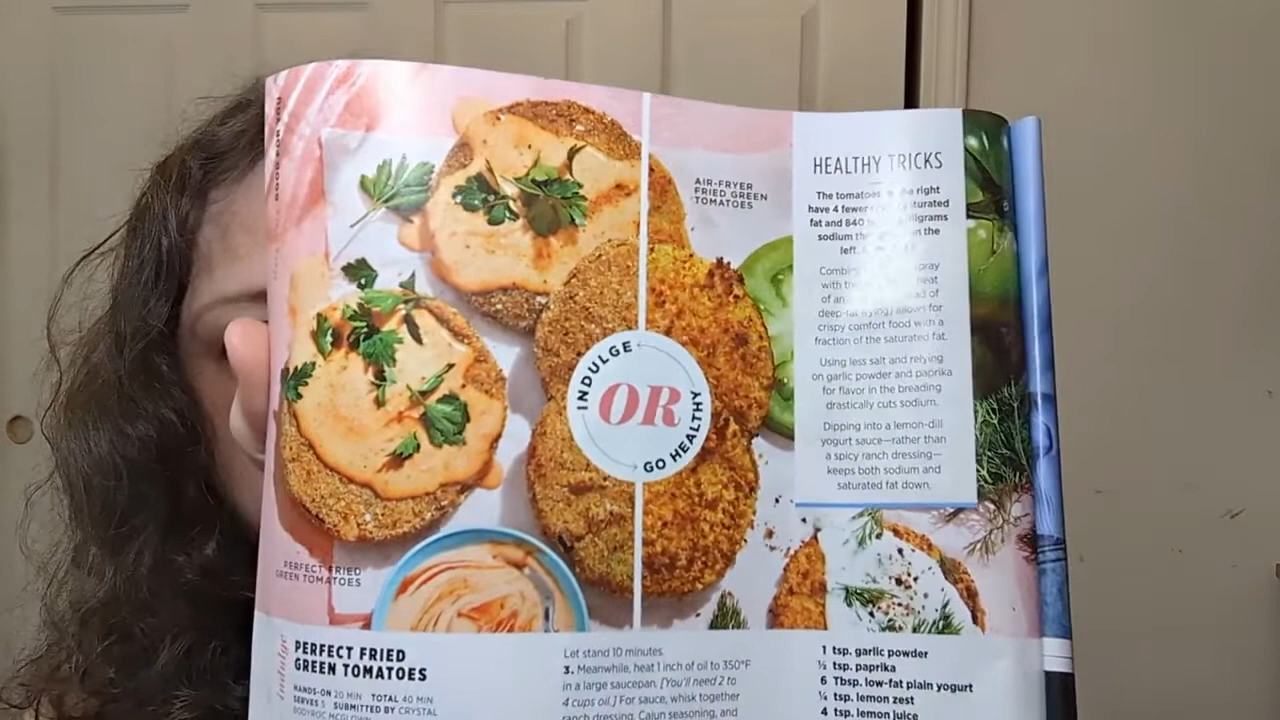 AIR-FRYER
FRIED GREEN
TOMATOES
HEALTHY TRICKS
The tomatoes right
have 4 fewer saturated
fat and 840
sodium the left.
with the
of an
deep-fat frying) allows for
crispy comfort food with a
fraction of the saturated fat.
Using less salt and relying
on garlic powder and paprika
for flavor in the breading
drastically cuts sodium.
Dipping into a lemon-dill
yogurt sauce—rather than
a spicy ranch dressing—
keeps both sodium and
saturated fat down.
INDULGE
OR
GO HEALTHY
PERFECT FRIED
GREEN TOMATOES
indulge
PERFECT FRIED
GREEN TOMATOES
HANDS-ON 20 MIN TOTAL 40 MIN
SERVES 5 SUBMITTED BY CRYSTAL
Let stand 10 minutes.
3. Meanwhile, heat 1 inch of oil to 350°F
in a large saucepan. [You'll need 2 to
4 cups oil.] For sauce, whisk together
ranch dressing, Cajun seasoning, and
1 tsp. garlic powder
½ tsp. paprika
6 Tbsp. low-fat plain yogurt
¼ tsp. lemon zest
4 tsp. lemon juice